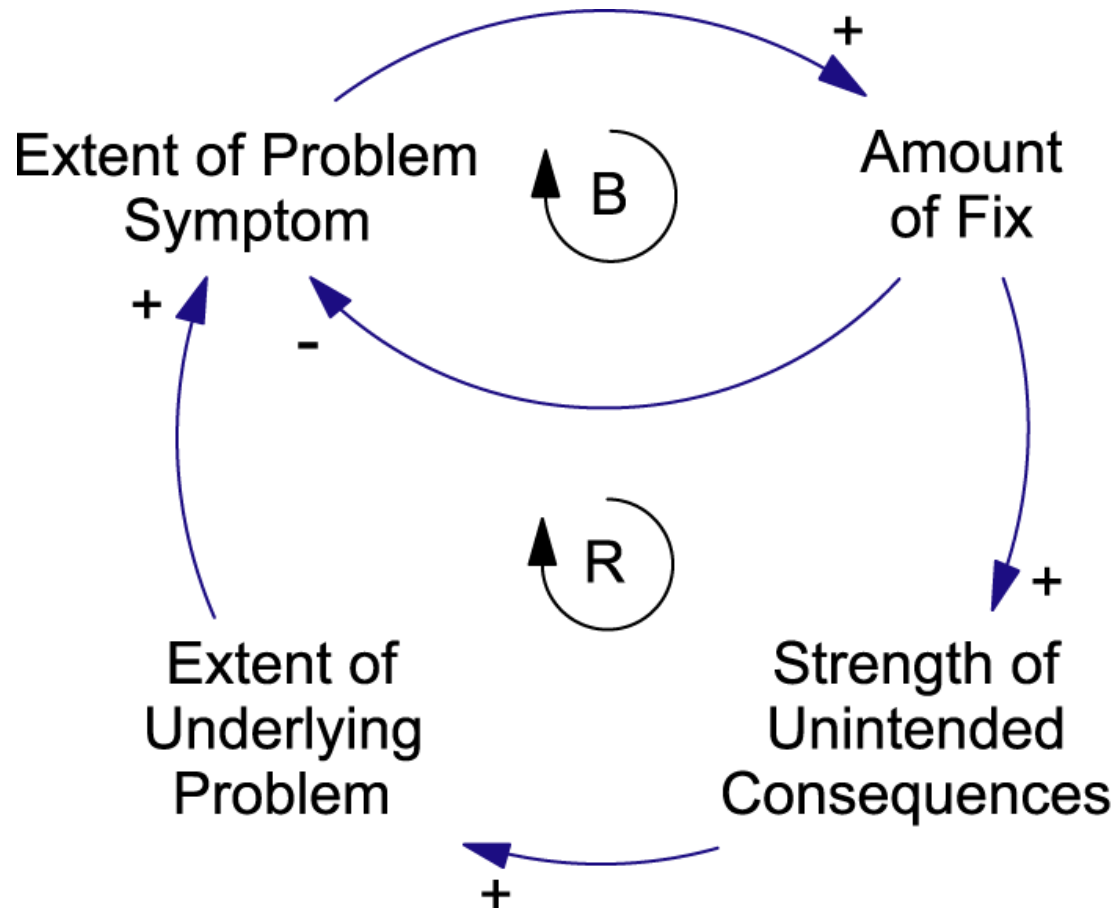 +
Extent of Problem
Symptom
B
Amount
of Fix
+
-
R
+
Extent of
Underlying
Problem
Strength of
Unintended
Consequences
+